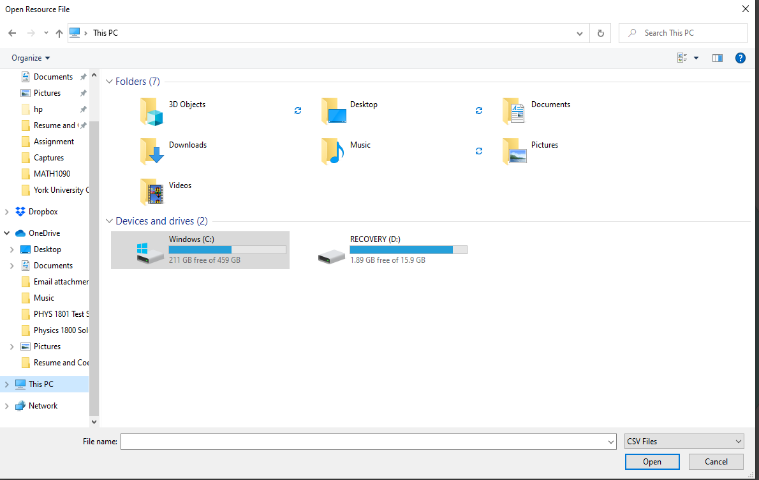 Open Resource File
This PC
Search This PC
Organize
Documents
Pictures
hp
Resume and
Assignment
Captures
MATH1090
York University C
Dropbox
OneDrive
Desktop
Documents
Email attachmen
Music
PHYS 1801 Test S
Physics 1800 Sol
Pictures
Resume and Co
This PC
Network
Folders (7)
3D Objects
Desktop
Documents
Downloads
Music
Pictures
Videos
Devices and drives (2)
Windows (C:)
211 GB free of 459 GB
RECOVERY (D:)
1.89 GB free of 15.9 GB
File name:
CSV Files
Open
Cancel